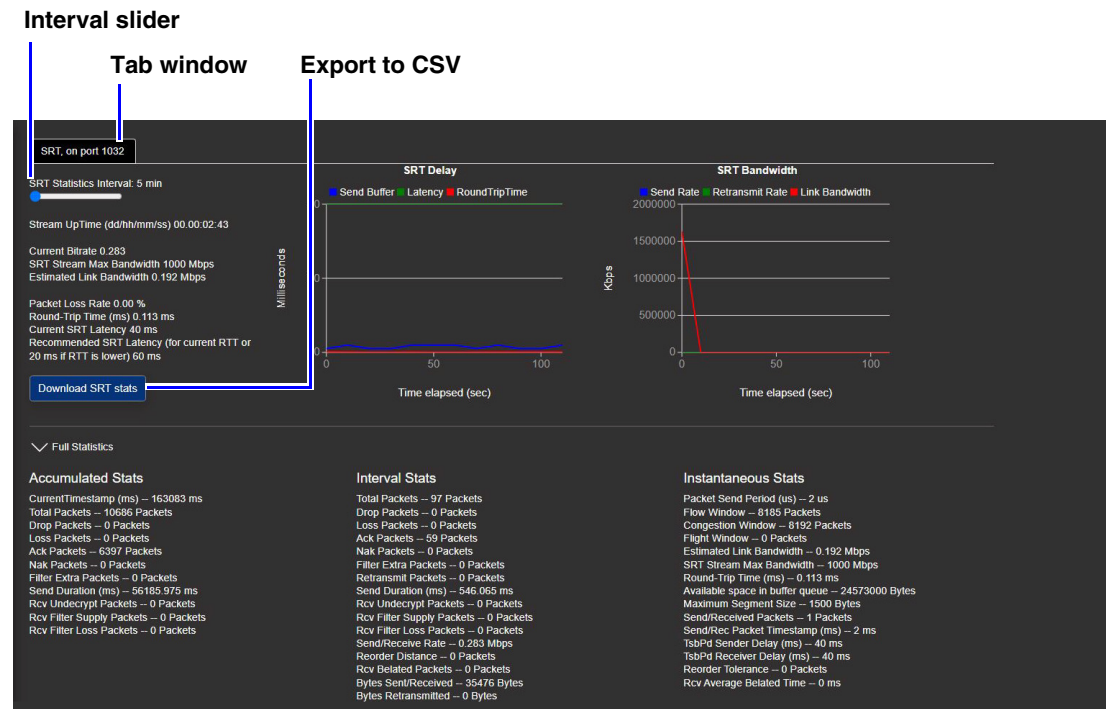 Interval slider
Tab window
Export to CSV
SRT, on port 1032
SRT Statistics Interval: 5 min
Stream UpTime (dd/hh/mm/ss) 00.00:02:43
Current Bitrate 0.283
SRT Stream Max Bandwidth 1000 Mbps
Estimated Link Bandwidth 0.192 Mbps
Packet Loss Rate 0.00 %
Round-Trip Time (ms) 0.113 ms
Current SRT Latency 40 ms
Recommended SRT Latency (for current RTT or
20 ms if RTT is lower) 60 ms
Download SRT stats
SRT Delay
Send Buffer Latency RoundTripTime
Milliseconds
0
0
0
0 50 100
Time elapsed (sec)
SRT Bandwidth
Send Rate Retransmit Rate Link Bandwidth
Kbps
2000000
1500000
1000000
500000
0
0 50 100
Time elapsed (sec)
Full Statistics
Accumulated Stats
CurrentTimestamp (ms) -- 163083 ms
Total Packets -- 10686 Packets
Drop Packets -- 0 Packets
Loss Packets -- 0 Packets
Ack Packets -- 6397 Packets
Nak Packets -- 0 Packets
Filter Extra Packets -- 0 Packets
Send Duration (ms) -- 56185.975 ms
Rcv Undecrypt Packets -- 0 Packets
Rcv Filter Supply Packets -- 0 Packets
Rcv Filter Loss Packets -- 0 Packets
Interval Stats
Total Packets -- 97 Packets
Drop Packets -- 0 Packets
Loss Packets -- 0 Packets
Ack Packets -- 59 Packets
Nak Packets -- 0 Packets
Filter Extra Packets -- 0 Packets
Retransmit Packets -- 0 Packets
Send Duration (ms) -- 546.065 ms
Rcv Undecrypt Packets -- 0 Packets
Rcv Filter Supply Packets -- 0 Packets
Rcv Filter Loss Packets -- 0 Packets
Send/Receive Rate -- 0.283 Mbps
Reorder Distance -- 0 Packets
Rcv Belated Packets -- 0 Packets
Bytes Sent/Received -- 35476 Bytes
Bytes Retransmitted -- 0 Bytes
Instantaneous Stats
Packet Send Period (us) -- 2 us
Flow Window -- 8185 Packets
Congestion Window -- 8192 Packets
Flight Window -- 0 Packets
Estimated Link Bandwidth -- 0.192 Mbps
SRT Stream Max Bandwidth -- 1000 Mbps
Round-Trip Time (ms) -- 0.113 ms
Available space in buffer queue -- 24573000 Bytes
Maximum Segment Size -- 1500 Bytes
Send/Received Packets -- 1 Packets
Send/Rec Packet Timestamp (ms) -- 2 ms
TsbPd Sender Delay (ms) -- 40 ms
TsbPd Receiver Delay (ms) -- 40 ms
Reorder Tolerance -- 0 Packets
Rcv Average Belated Time -- 0 ms